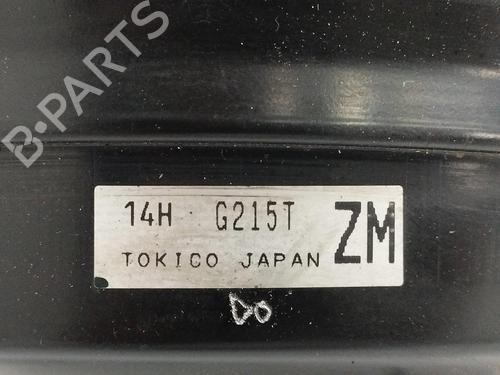 B-PARTS
14H G215T ZM
TOKICO JAPAN
DO